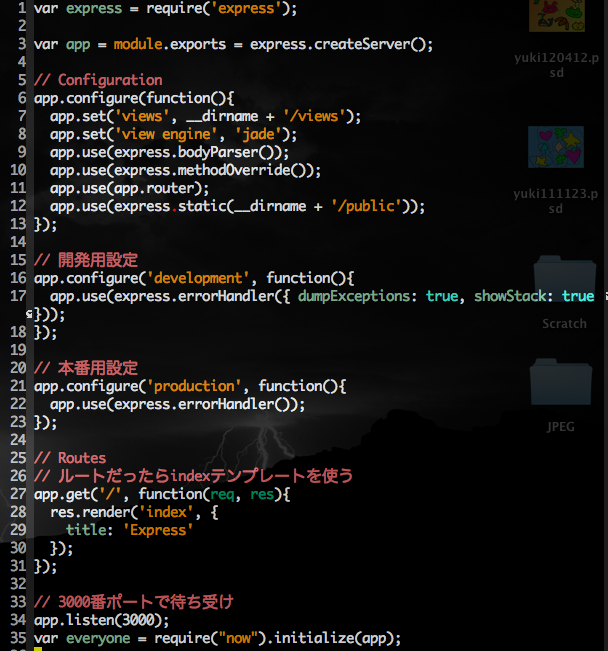 1 var express = require('express');
2
3 var app = module.exports = express.createServer();
4
5 // Configuration
6 app.configure(function(){
7   app.set('views', __dirname + '/views');
8   app.set('view engine', 'jade');
9   app.use(express.bodyParser());
10   app.use(express.methodOverride());
11   app.use(app.router);
12   app.use(express.static(__dirname + '/public'));
13 });
14
15 // 開発用設定
16 app.configure('development', function(){
17   app.use(express.errorHandler({ dumpExceptions: true, showStack: true
}));
18 });
19
20 // 本番用設定
21 app.configure('production', function(){
22   app.use(express.errorHandler());
23 });
24
25 // Routes
26 // ルートだったらindexテンプレートを使う
27 app.get('/', function(req, res){
28   res.render('index', {
29     title: 'Express'
30   });
31 });
32
33 // 3000番ポートで待ち受け
34 app.listen(3000);
35 var everyone = require("now").initialize(app);
yuki120412.p
sd
yuki111123.p
sd
Scratch
JPEG